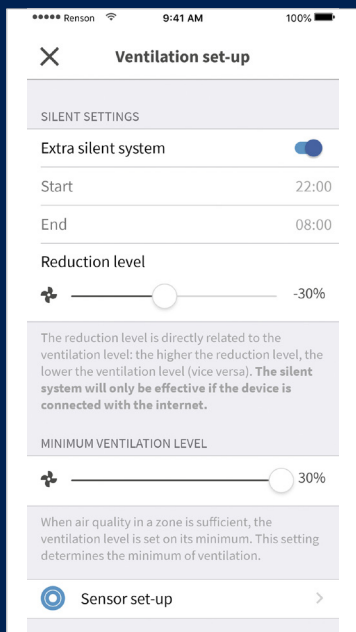 Renson 9:41 AM 100%
Ventilation set-up
SILENT SETTINGS
Extra silent system
Start 22:00
End 08:00
Reduction level
-30%
The reduction level is directly related to the
ventilation level: the higher the reduction level, the
lower the ventilation level (vice versa). The silent
system will only be effective if the device is
connected with the internet.
MINIMUM VENTILATION LEVEL
30%
When air quality in a zone is sufficient, the
ventilation level is set on its minimum. This setting
determines the minimum of ventilation.
Sensor set-up